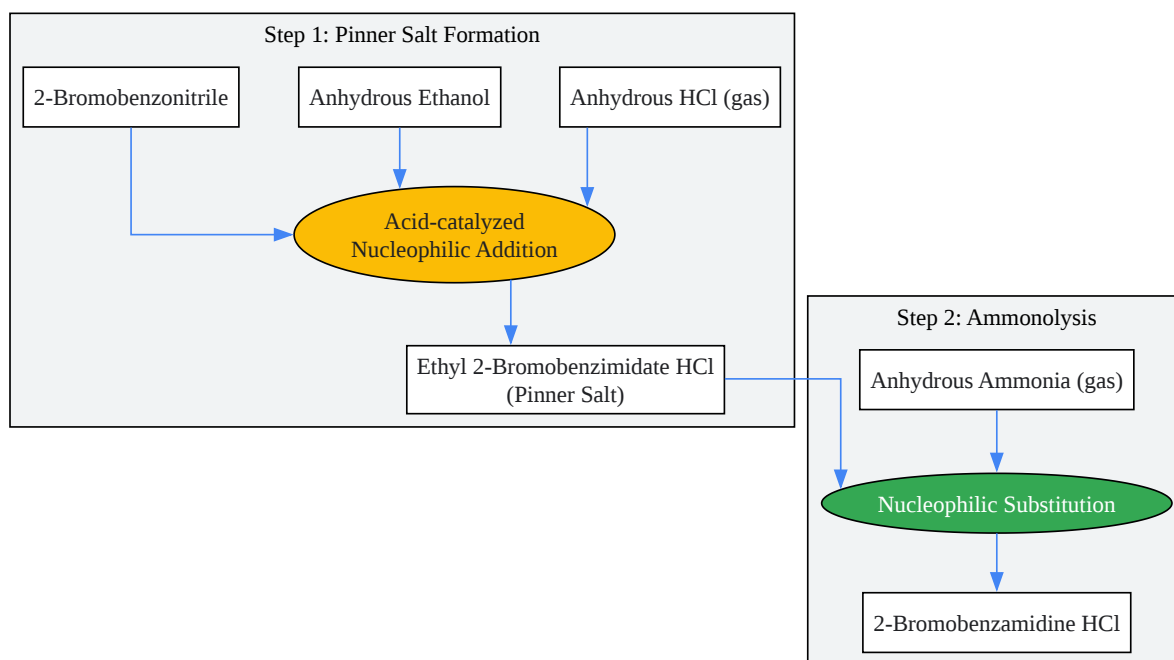 Step 1: Pinner Salt Formation
2-Bromobenzonitrile
Anhydrous Ethanol
Anhydrous HCl (gas)
Acid-catalyzed
Nucleophilic Addition
Ethyl 2-Bromobenzimidate HCl
(Pinner Salt)
Step 2: Ammonolysis
Anhydrous Ammonia (gas)
Nucleophilic Substitution
2-Bromobenzamidine HCl